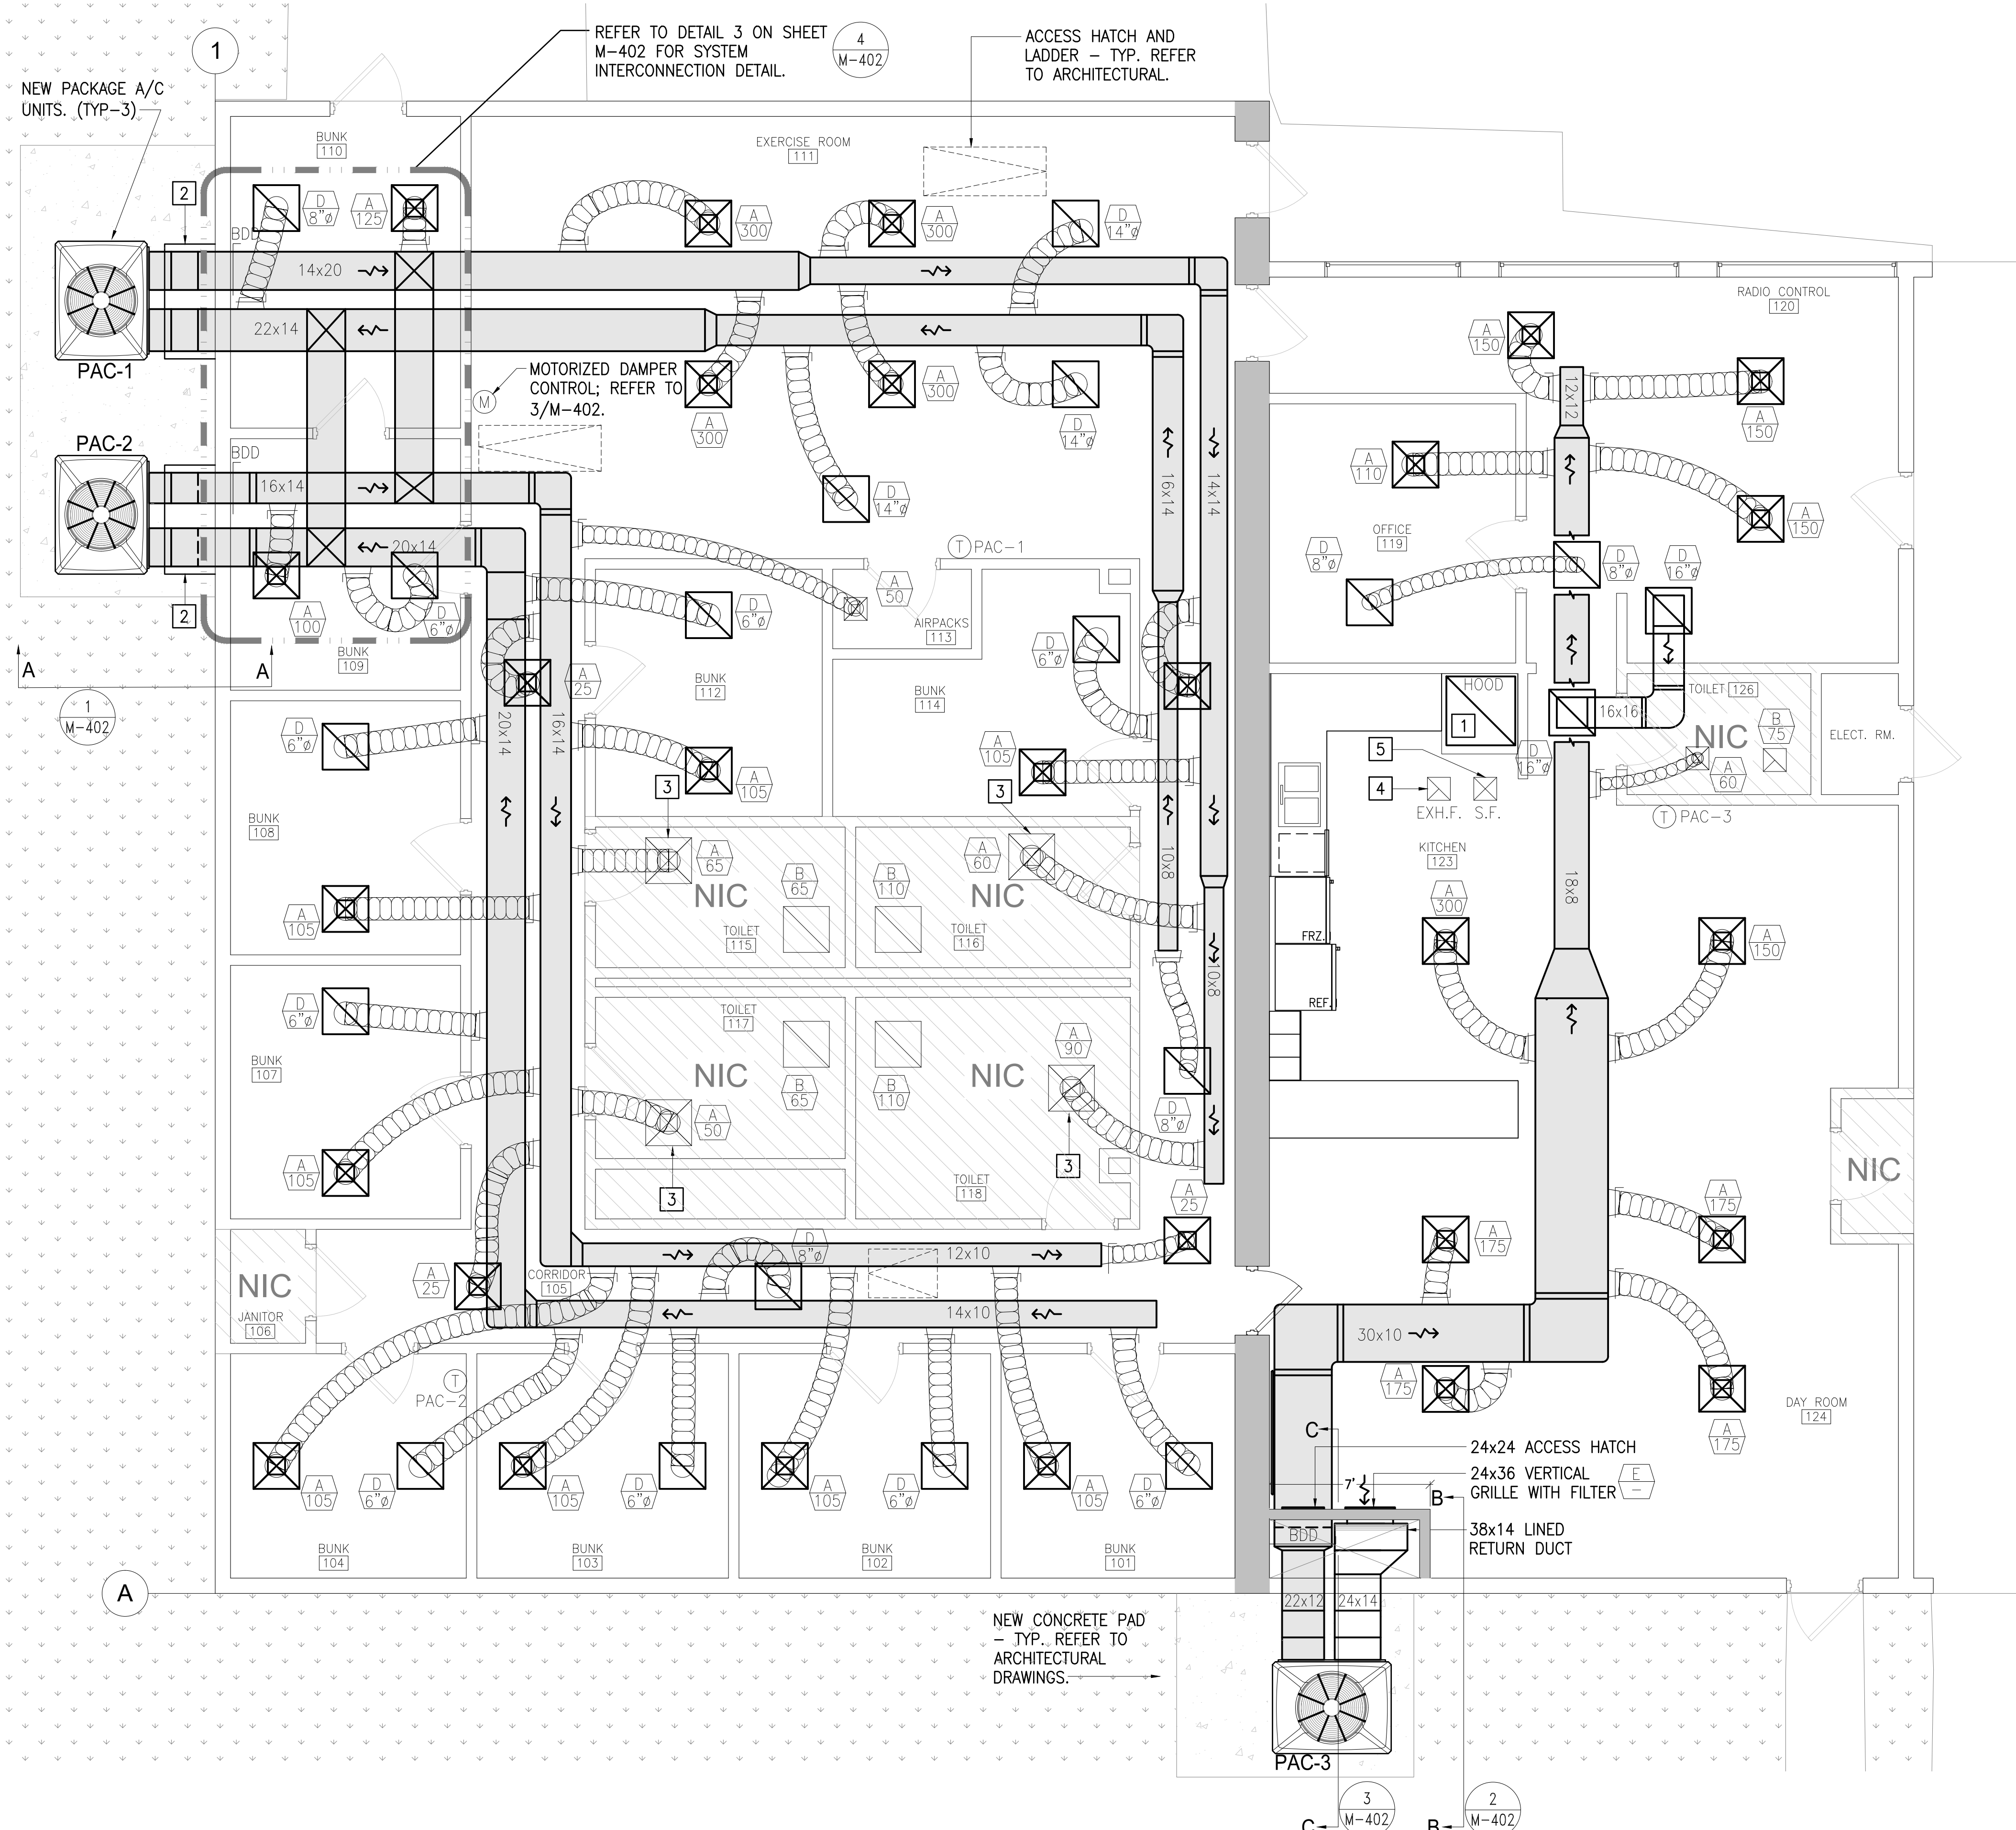 REFER TO DETAIL 3 ON SHEET
M-402 FOR SYSTEM
INTERCONNECTION DETAIL.
4
M-402
ACCESS HATCH AND
LADDER - TYP. REFER
TO ARCHITECTURAL.
1
NEW PACKAGE A/C
UNITS. (TYP-3)
BUNK
110
EXERCISE ROOM
111
2
D
8"ø
A
125
BDD
14x20
22x14
A
300
A
300
D
14"ø
PAC-1
MOTORIZED DAMPER
CONTROL; REFER TO
3/M-402.
M
A
300
A
300
D
14"ø
D
14"ø
RADIO CONTROL
120
A
150
A
150
12x12
A
110
A
150
OFFICE
119
D
8"ø
D
8"ø
D
16"ø
PAC-2
BDD
16x14
20x14
2
A
100
D
6"ø
BUNK
109
A
A
1
M-402
T PAC-1
A
50
AIRPACKS
113
D
6"ø
D
6"ø
16x14
14x14
BUNK
112
BUNK
114
A
25
20x14
16x14
D
6"ø
A
105
A
105
3
3
HOOD
1
D
16"ø
5
4
EXH.F. S.F.
16x16
TOILET 126
NIC
B
75
A
60
ELECT. RM.
T PAC-3
BUNK
108
A
105
A
65
B
65
B
110
A
60
NIC
NIC
TOILET
115
TOILET
116
10x8
10x8
KITCHEN
123
A
300
18x8
A
150
FRZ.
REF.
D
6"ø
BUNK
107
A
105
TOILET
117
NIC
A
50
B
65
B
110
A
90
NIC
3
3
TOILET
118
D
8"ø
A
25
NIC
A
175
A
175
NIC
JANITOR
106
A
25
CORRIDOR
105
D
8"ø
12x10
14x10
30x10
A
175
A
175
DAY ROOM
124
T
PAC-2
A
105
D
6"ø
A
105
D
6"ø
A
105
D
6"ø
A
105
D
6"ø
BUNK
104
BUNK
103
BUNK
102
BUNK
101
C
24x24 ACCESS HATCH
24x36 VERTICAL
GRILLE WITH FILTER
E
-
7'
B
BDD
38x14 LINED
RETURN DUCT
A
22x12
24x14
NEW CONCRETE PAD
- TYP. REFER TO
ARCHITECTURAL
DRAWINGS.
PAC-3
3
M-402
2
M-402
C
B